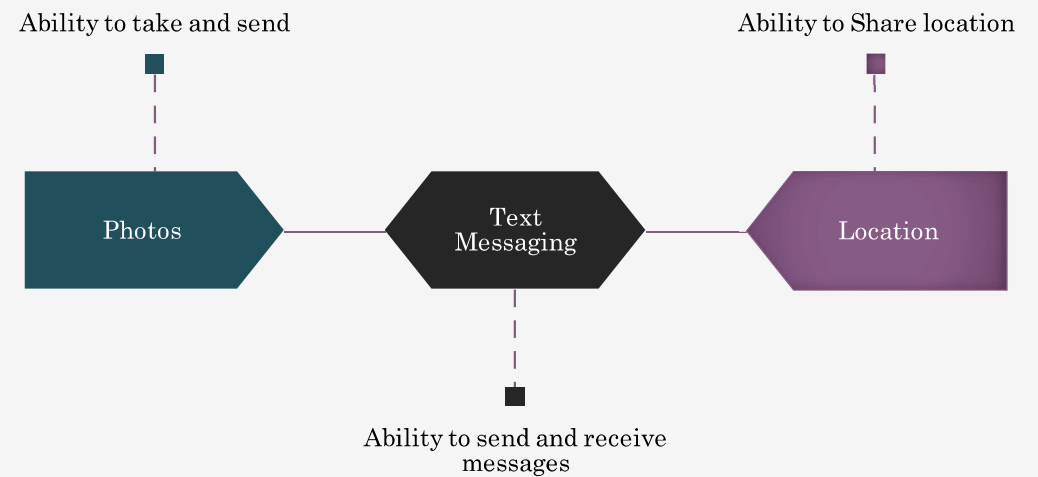 Ability to take and send
Ability to Share location
Photos
Text
Messaging
Location
Ability to send and receive
messages